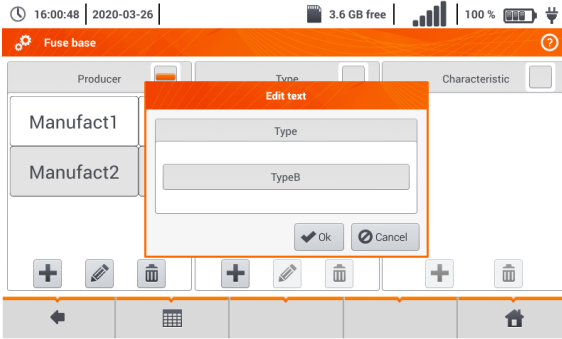 16:00:48 2020-03-26 3.6 GB free 100 %
Fuse base ?
Producer Type Characteristic
Edit text
Manufact1
Type
Manufact2
TypeB
Ok Cancel